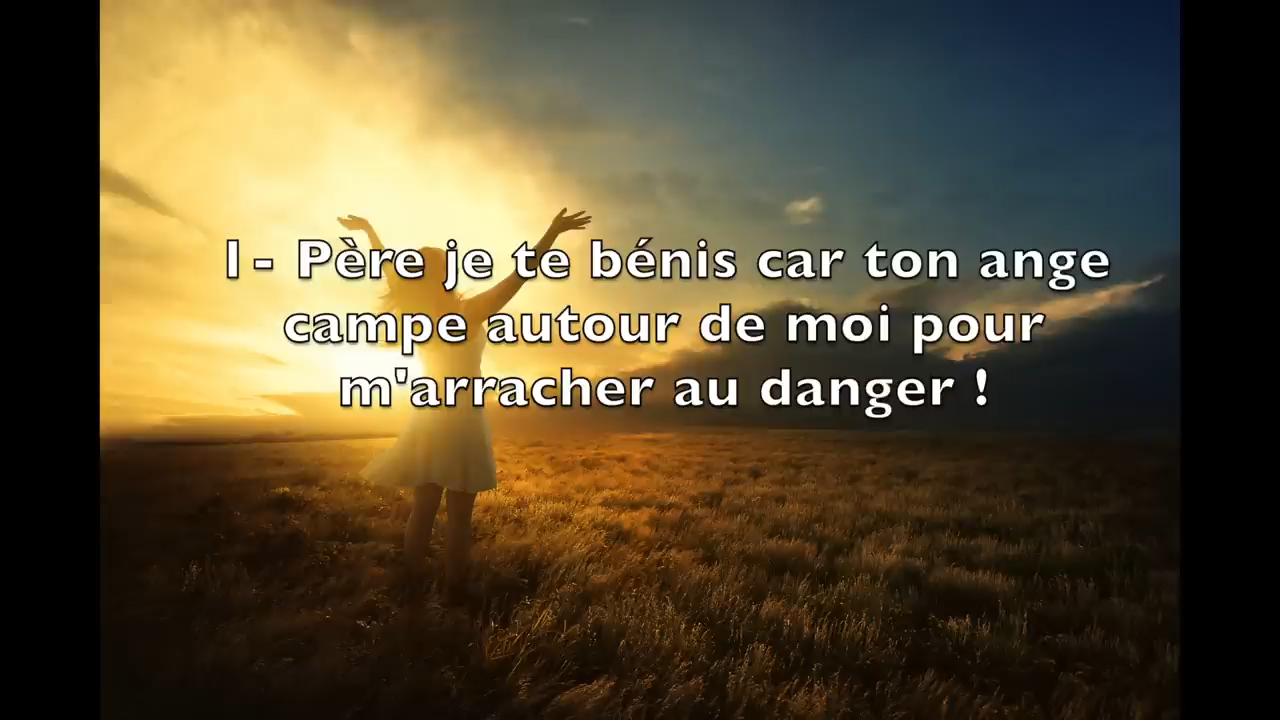 1- Père je te bénis car ton ange
campe autour de moi pour
m'arracher au danger !